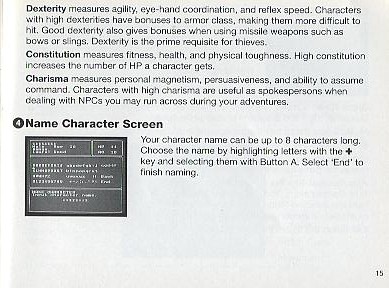 Dexterity measures agility, eye-hand coordination, and reflex speed. Characters
with high dexterities have bonuses to armor class, making them more difficult to
hit. Good dexterity also gives bonuses when using missile weapons such as
bows or slings. Dexterity is the prime requisite for thieves.
Constitution measures fitness, health, and physical toughness. High constitution
increases the number of HP a character gets.
Charisma measures personal magnetism, persuasiveness, and ability to assume
command. Characters with high charisma are useful as spokespersons when
dealing with NPCs you may run across during your adventures.
4 Name Character Screen
Your character name can be up to 8 characters long.
Choose the name by highlighting letters with the +
key and selecting them with Button A. Select 'End' to
finish naming.
End
15